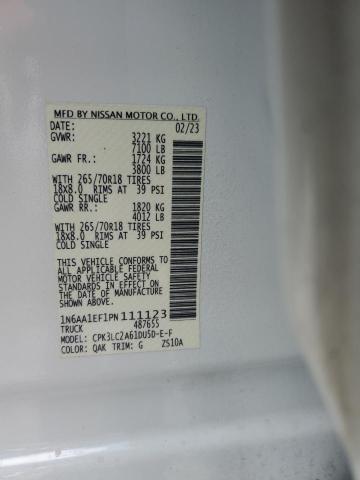 MFD BY NISSAN MOTOR CO., LTD.
DATE: 02/23
GVWR: 3221 KG
7100 LB
GAWR FR.: 1724 KG
3800 LB
WITH 265/70R18 TIRES
18X8.0 RIMS AT 39 PSI
COLD SINGLE
GAWR RR.: 1820 KG
4012 LB
WITH 265/70R18 TIRES
18X8.0 RIMS AT 39 PSI
COLD SINGLE
THIS VEHICLE CONFORMS TO ALL
APPLICABLE FEDERAL MOTOR
VEHICLE SAFETY STANDARDS
IN EFFECT ON THE DATE OF
MANUFACTURE SHOWN ABOVE.
1N6AA1EF1PN111123
TRUCK 487655
MODEL: CPK3LC2A61DU5D-E-F
COLOR: QAK TRIM: G ZS10A